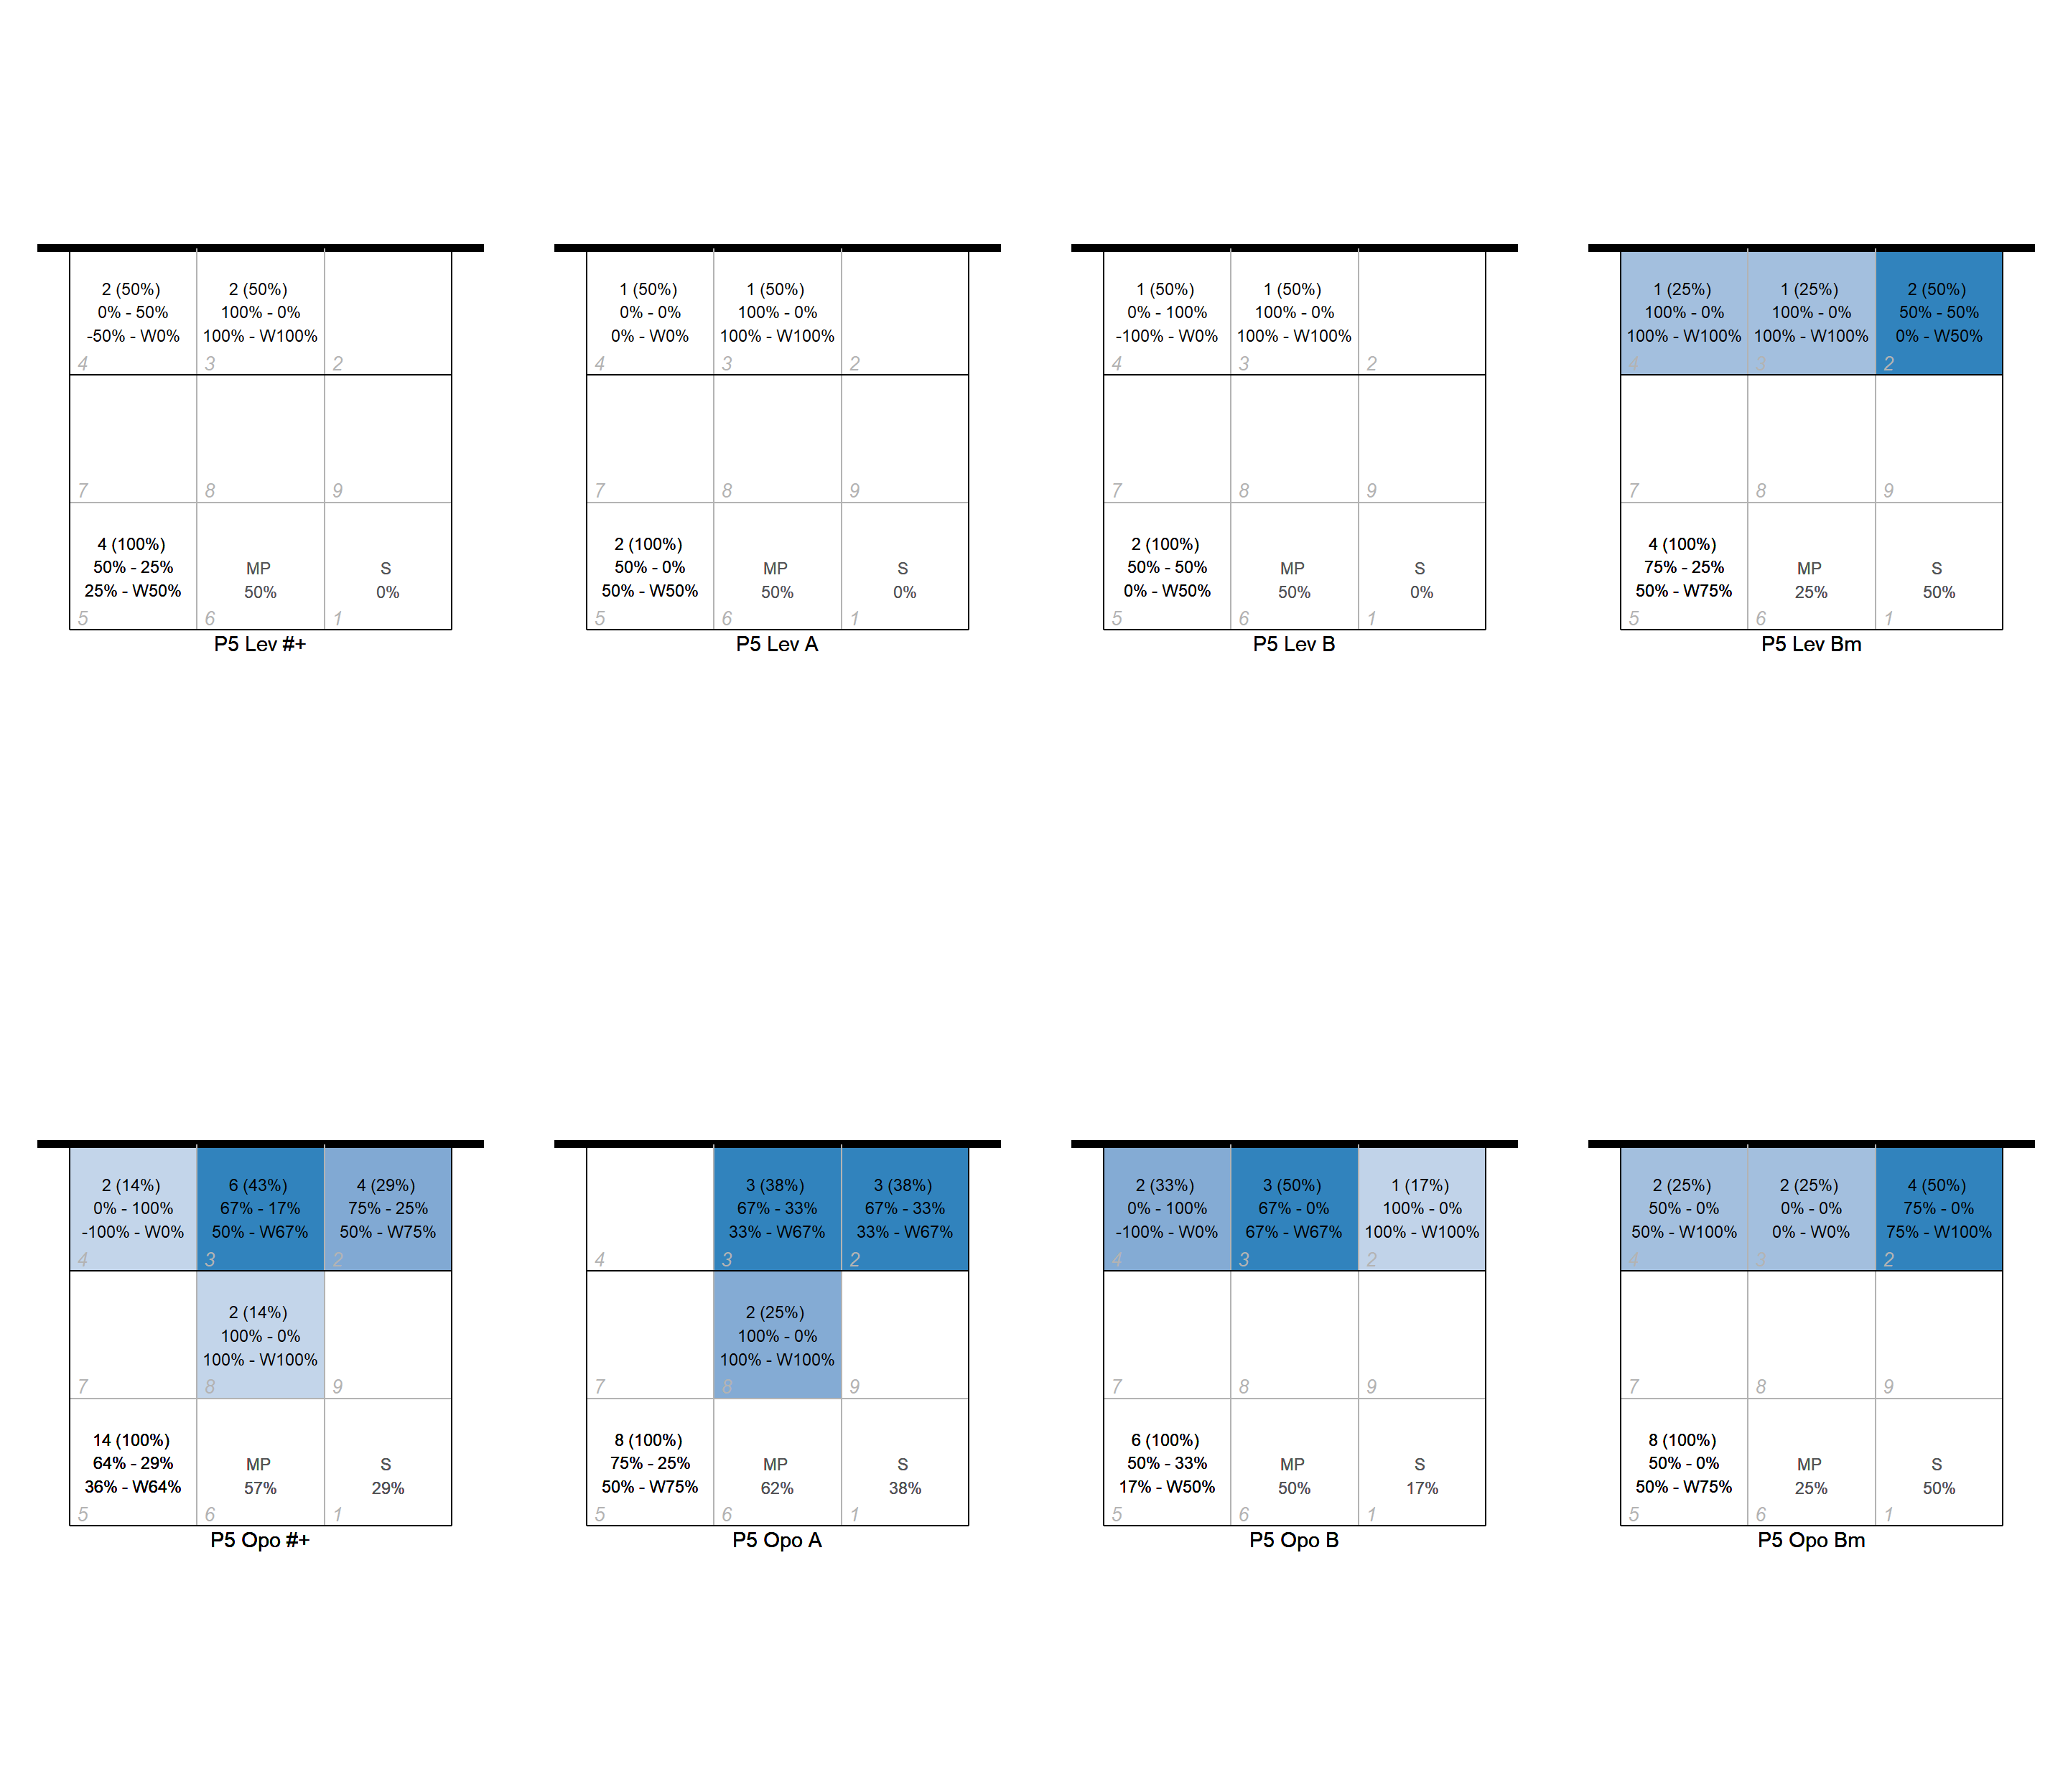 2 (50%)
0% - 50%
-50% - W0%
4
2 (50%)
100% - 0%
100% - W100%
3
2
7
8
9
4 (100%)
50% - 25%
25% - W50%
5
MP
50%
6
S
0%
1
P5 Lev #+
1 (50%)
0% - 0%
0% - W0%
4
1 (50%)
100% - 0%
100% - W100%
3
2
7
8
9
2 (100%)
50% - 0%
50% - W50%
5
MP
50%
6
S
0%
1
P5 Lev A
1 (50%)
0% - 100%
-100% - W0%
4
1 (50%)
100% - 0%
100% - W100%
3
2
7
8
9
2 (100%)
50% - 50%
0% - W50%
5
MP
50%
6
S
0%
1
P5 Lev B
1 (25%)
100% - 0%
100% - W100%
4
1 (25%)
100% - 0%
100% - W100%
3
2 (50%)
50% - 50%
0% - W50%
2
7
8
9
4 (100%)
75% - 25%
50% - W75%
5
MP
25%
6
S
50%
1
P5 Lev Bm
2 (14%)
0% - 100%
-100% - W0%
4
6 (43%)
67% - 17%
50% - W67%
3
4 (29%)
75% - 25%
50% - W75%
2
7
2 (14%)
100% - 0%
100% - W100%
8
9
14 (100%)
64% - 29%
36% - W64%
5
MP
57%
6
S
29%
1
P5 Opo #+
4
3 (38%)
67% - 33%
33% - W67%
3
3 (38%)
67% - 33%
33% - W67%
2
7
2 (25%)
100% - 0%
100% - W100%
8
9
8 (100%)
75% - 25%
50% - W75%
5
MP
62%
6
S
38%
1
P5 Opo A
2 (33%)
0% - 100%
-100% - W0%
4
3 (50%)
67% - 0%
67% - W67%
3
1 (17%)
100% - 0%
100% - W100%
2
7
8
9
6 (100%)
50% - 33%
17% - W50%
5
MP
50%
6
S
17%
1
P5 Opo B
2 (25%)
50% - 0%
50% - W100%
4
2 (25%)
0% - 0%
0% - W0%
3
4 (50%)
75% - 0%
75% - W100%
2
7
8
9
8 (100%)
50% - 0%
50% - W75%
5
MP
25%
6
S
50%
1
P5 Opo Bm